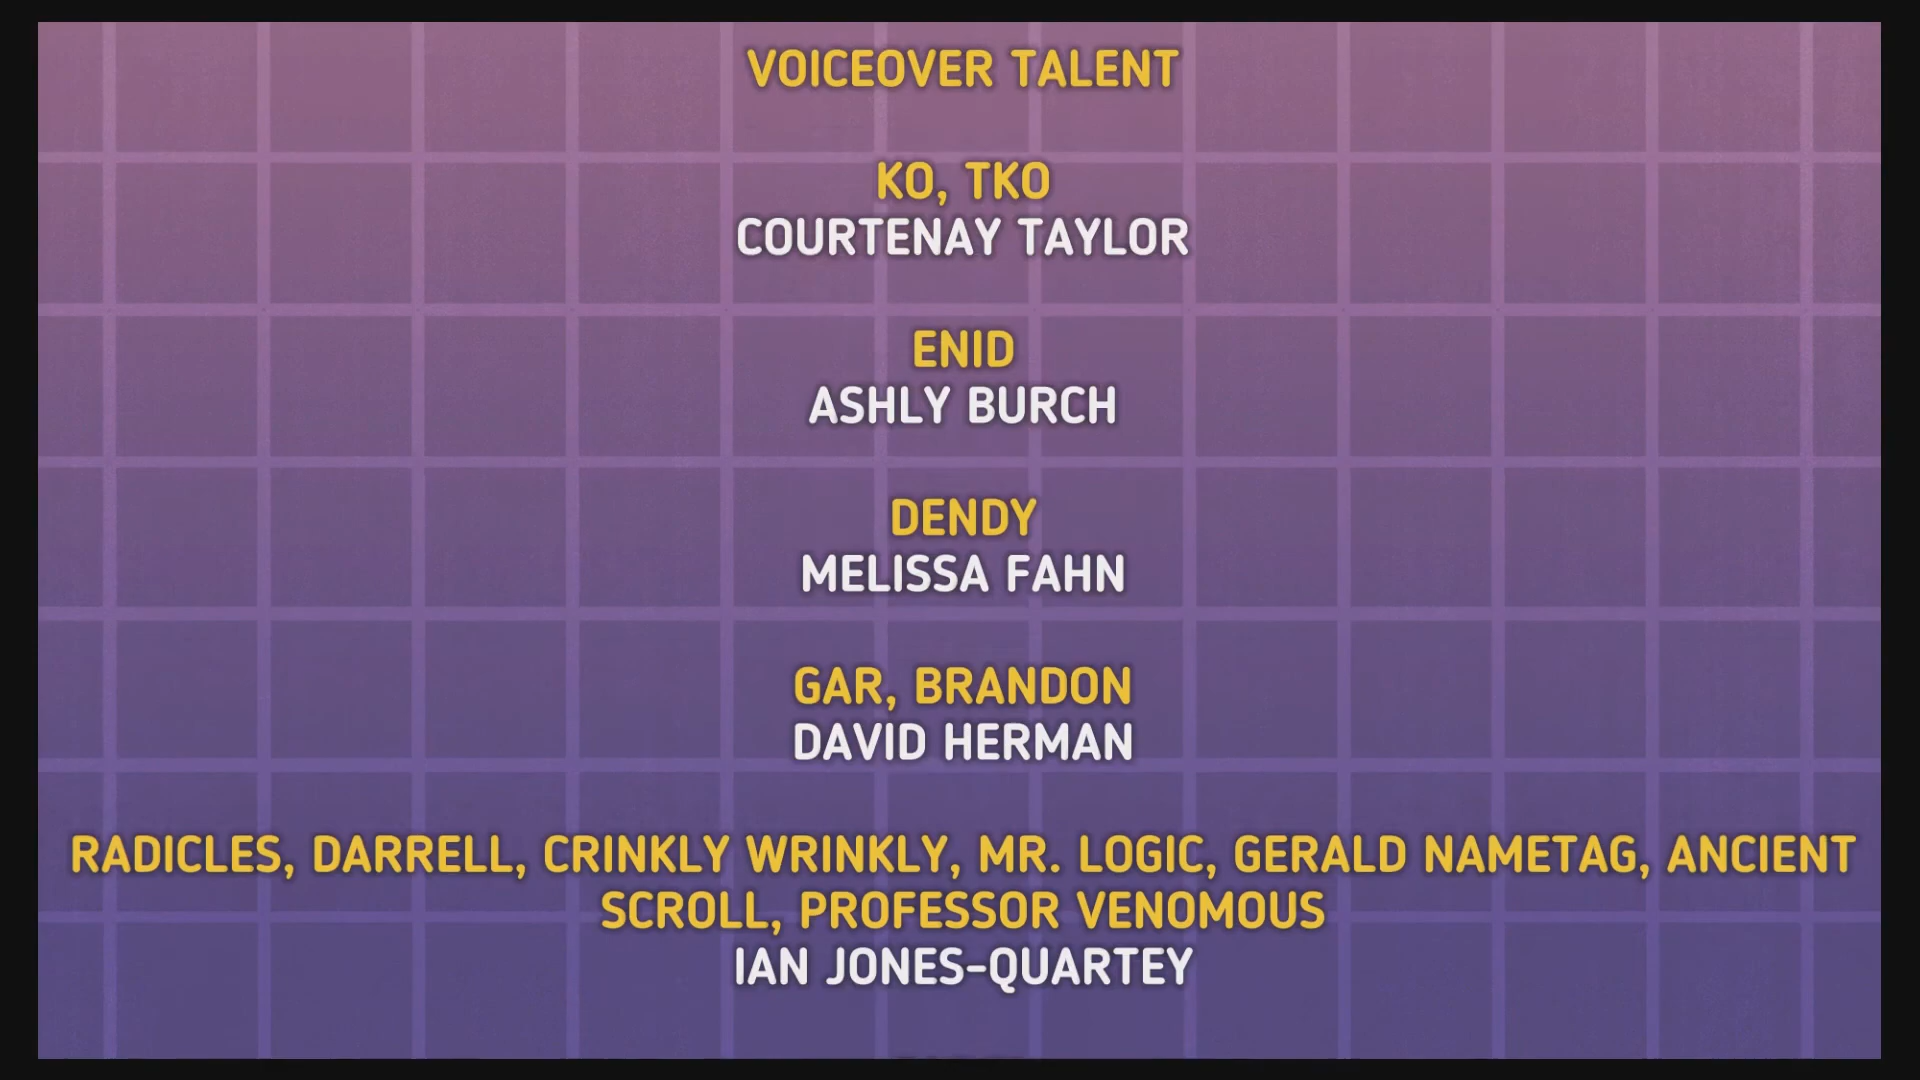 VOICEOVER TALENT
KO, TKO
COURTENAY TAYLOR
ENID
ASHLY BURCH
DENDY
MELISSA FAHN
GAR, BRANDON
DAVID HERMAN
RADICLES, DARRELL, CRINKLY WRINKLY, MR. LOGIC, GERALD NAMETAG, ANCIENT
SCROLL, PROFESSOR VENOMOUS
IAN JONES-QUARTEY